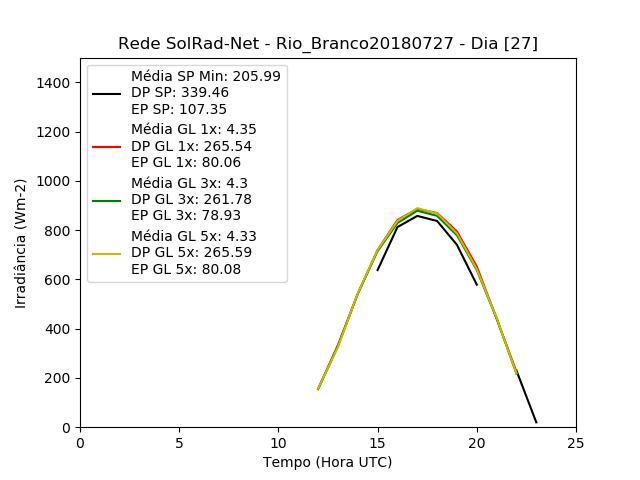 Rede SolRad-Net - Rio_Branco20180727 - Dia [27]
Média SP Min: 205.99
DP SP: 339.46
EP SP: 107.35
Média GL 1x: 4.35
DP GL 1x: 265.54
EP GL 1x: 80.06
Média GL 3x: 4.3
DP GL 3x: 261.78
EP GL 3x: 78.93
Média GL 5x: 4.33
DP GL 5x: 265.59
EP GL 5x: 80.08
Irradiância (Wm-2)
1400
1200
1000
800
600
400
200
0
0 5 10 15 20 25
Tempo (Hora UTC)